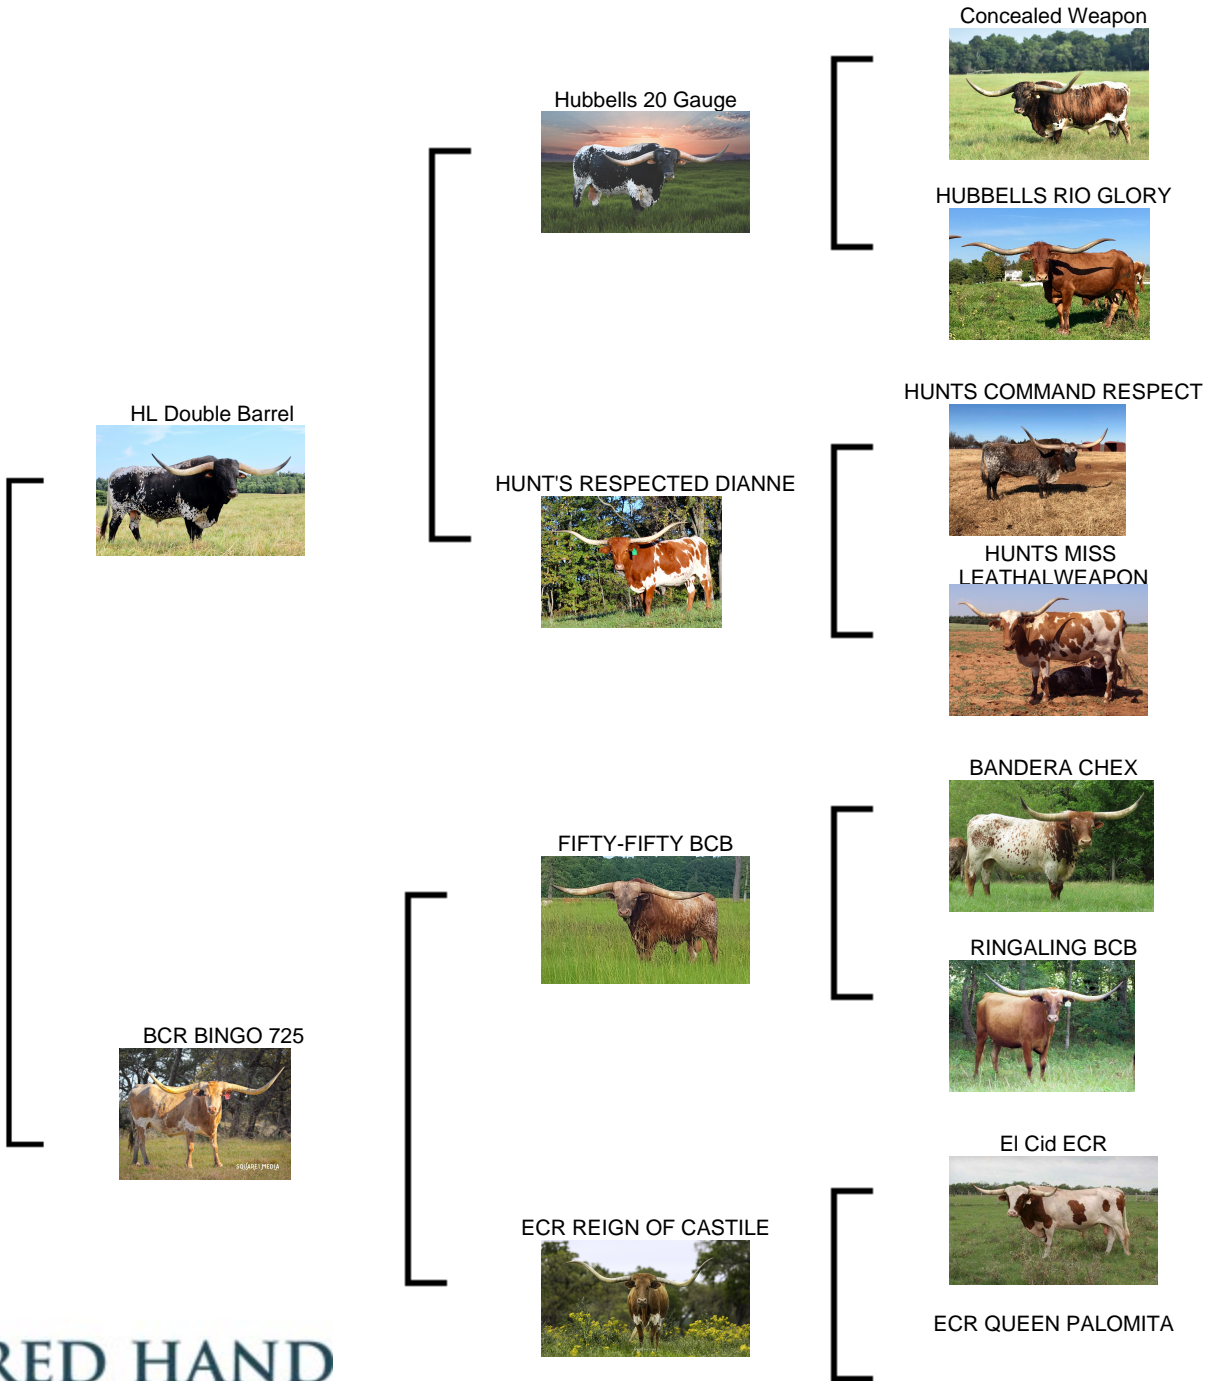 Concealed Weapon
Hubbells 20 Gauge
HUBBELLS RIO GLORY
HUNTS COMMAND RESPECT
HL Double Barrel
HUNT'S RESPECTED DIANNE
HUNTS MISS
LEATHALWEAPON
BANDERA CHEX
FIFTY-FIFTY BCB
RINGALING BCB
BCR BINGO 725
SQUARE1 MEDIA
El Cid ECR
ECR REIGN OF CASTILE
ECR QUEEN PALOMITA
RED HAND